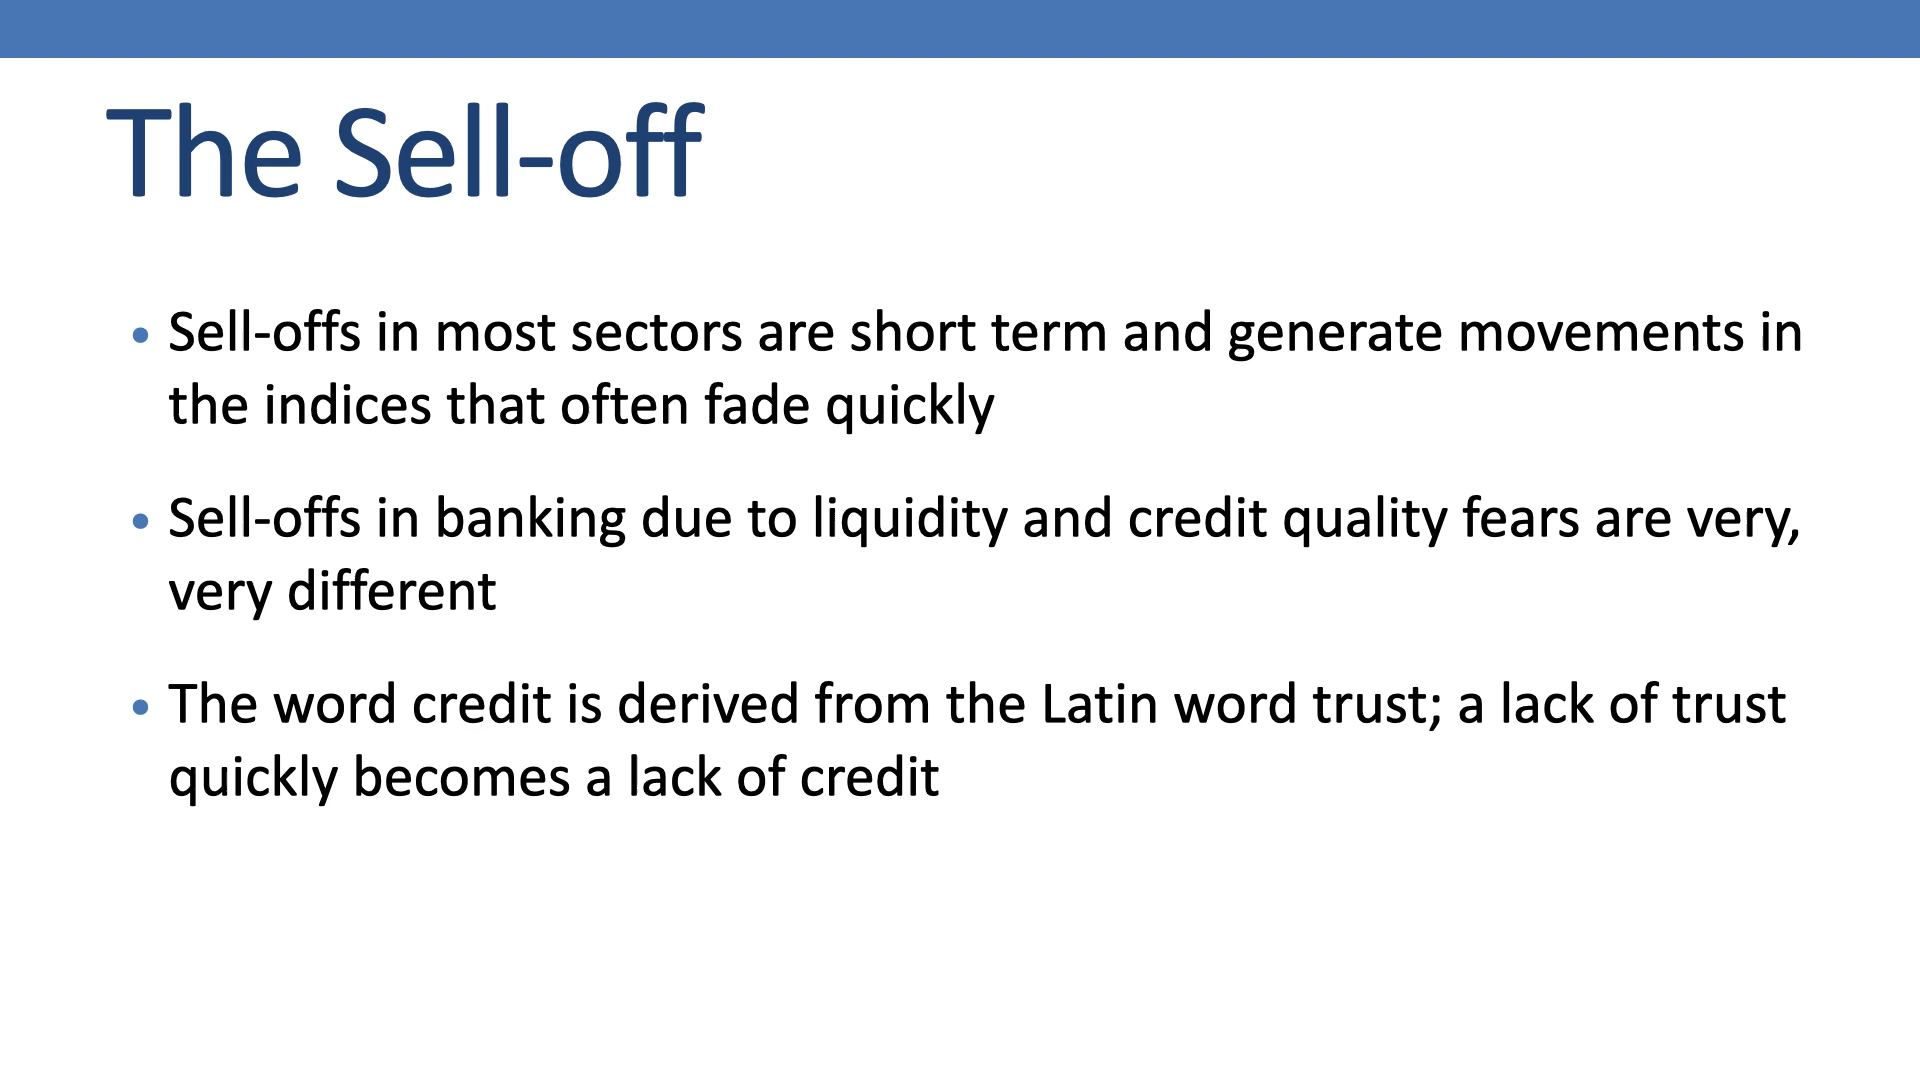 The Sell-off
• Sell-offs in most sectors are short term and generate movements in
the indices that often fade quickly
• Sell-offs in banking due to liquidity and credit quality fears are very,
very different
• The word credit is derived from the Latin word trust; a lack of trust
quickly becomes a lack of credit